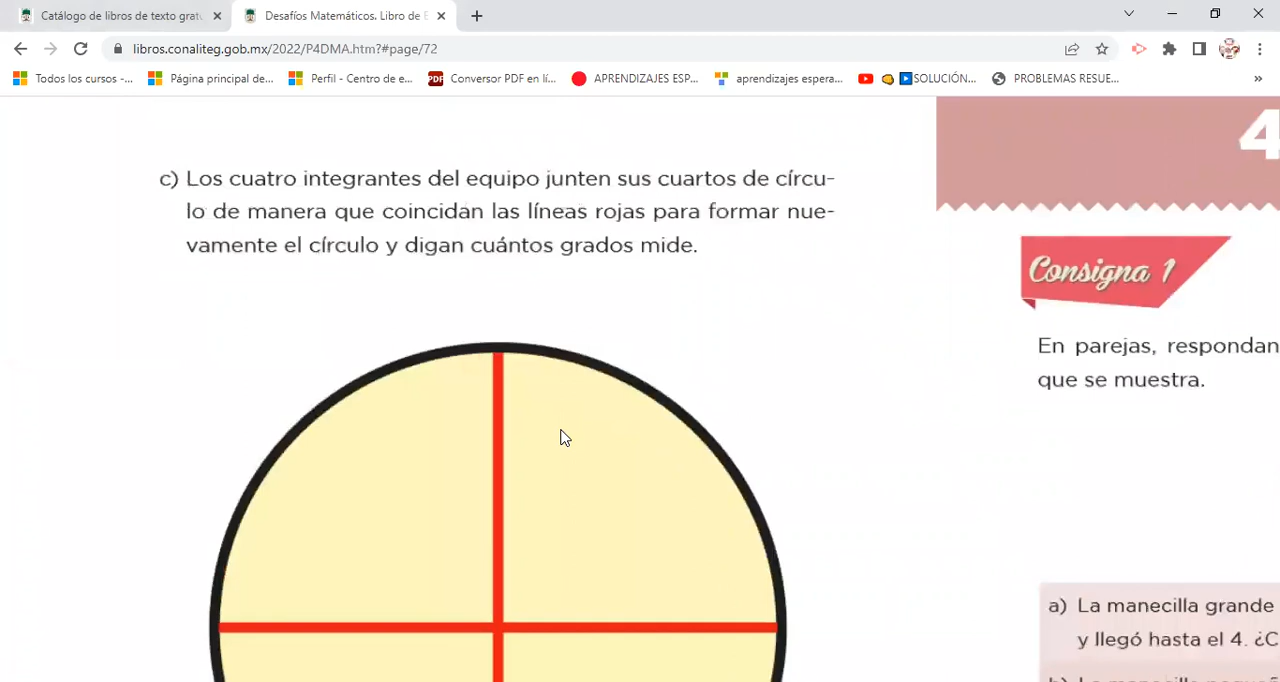 Catálogo de libros de texto grat
Desafíos Matemáticos. Libro de E
libros.conaliteg.gob.mx/2022/P4DMA.htm?#page/72
Todos los cursos -...
Página principal de...
Perfil - Centro de e...
PDF
Conversor PDF en lí...
APRENDIZAJES ESP...
aprendizajes espera...
SOLUCIÓN...
PROBLEMAS RESUE...
»
c) Los cuatro integrantes del equipo junten sus cuartos de círcu-
lo de manera que coincidan las líneas rojas para formar nue-
vamente el círculo y digan cuántos grados mide.
4
Consigna 1
En parejas, respondan
que se muestra.
a) La manecilla grande
y llegó hasta el 4. ¿C